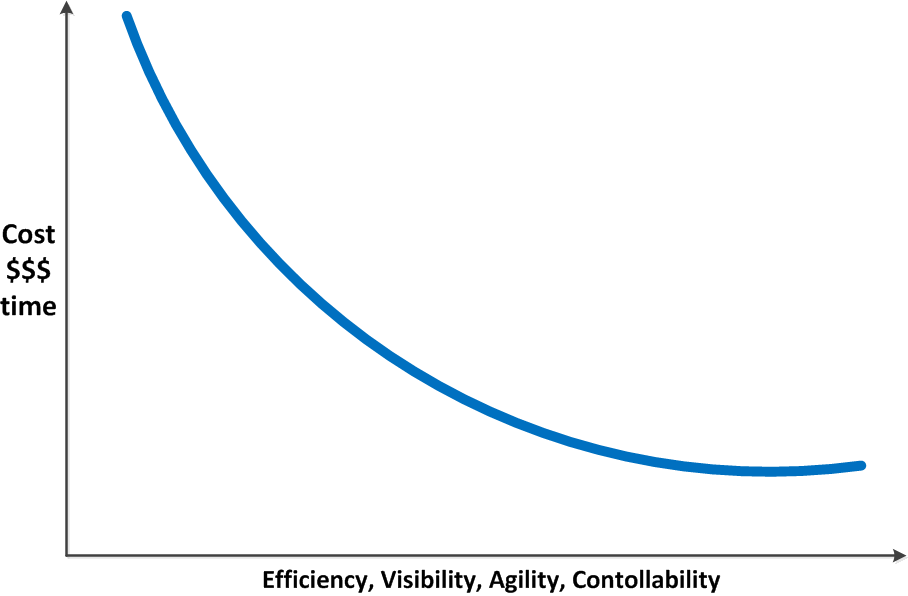 Cost
$$$
time
Efficiency, Visibility, Agility, Contollability